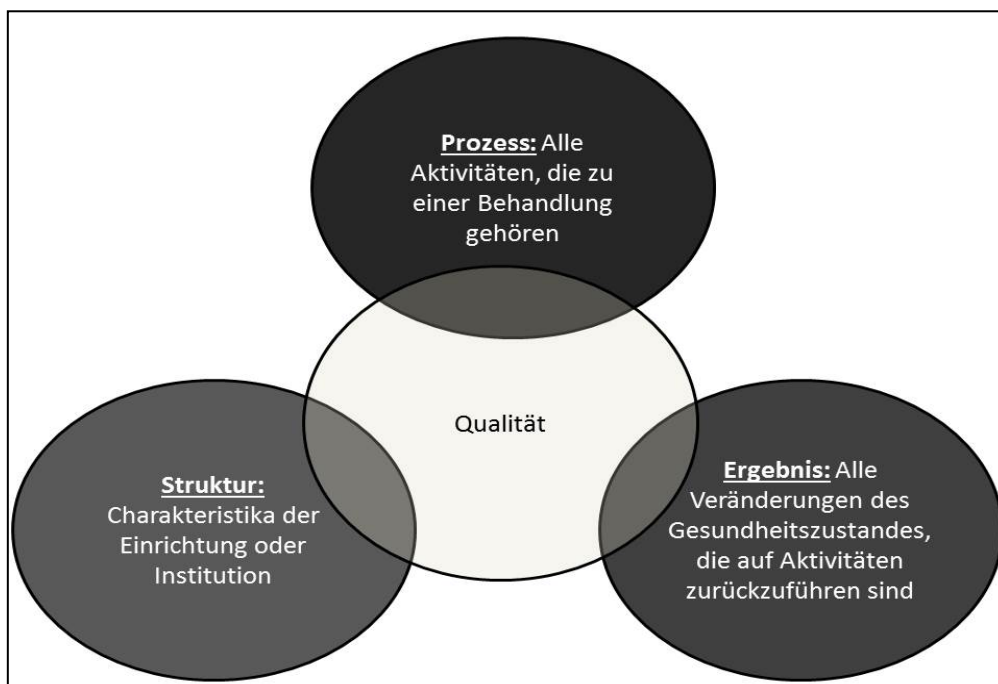 Prozess: Alle
Aktivitäten, die zu
einer Behandlung
gehören
Qualität
Struktur:
Charakteristika der
Einrichtung oder
Institution
Ergebnis: Alle
Veränderungen des
Gesundheitszustandes,
die auf Aktivitäten
zurückzuführen sind